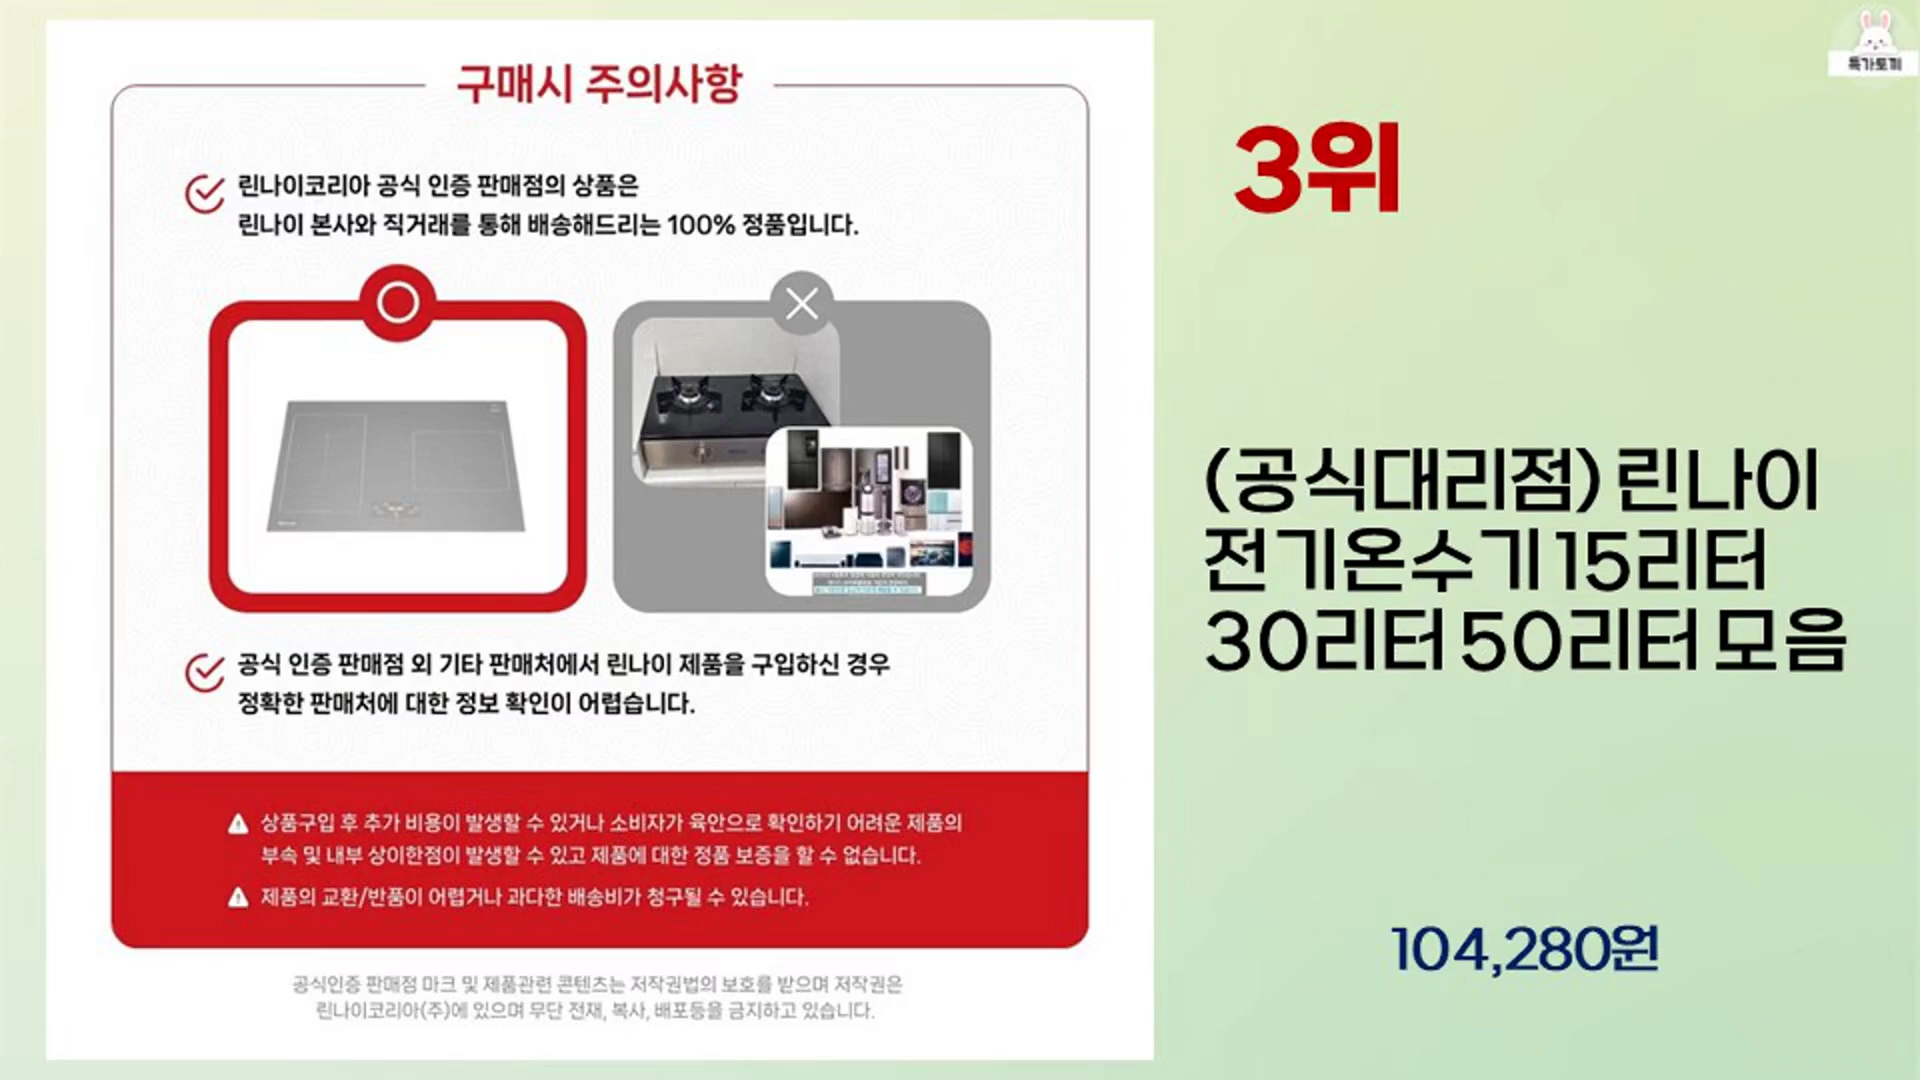 구매시 주의사항
린나이코리아 공식 인증 판매점의 상품은
린나이 본사와 직거래를 통해 배송해드리는 100% 정품입니다.
공식 인증 판매점 외 기타 판매처에서 린나이 제품을 구입하신 경우
정확한 판매처에 대한 정보 확인이 어렵습니다.
상품구입 후 추가 비용이 발생할 수 있거나 소비자가 육안으로 확인하기 어려운 제품의
부속 및 내부 상이한점이 발생할 수 있고 제품에 대한 정품 보증을 할 수 없습니다.
제품의 교환/반품이 어렵거나 과다한 배송비가 청구될 수 있습니다.
공식인증 판매점 마크 및 제품관련 콘텐츠는 저작권법의 보호를 받으며 저작권은
린나이코리아(주)에 있으며 무단 전재, 복사, 배포등을 금지하고 있습니다.
특가토끼
3위
(공식대리점) 린나이
전기온수기 15리터
30리터 50리터 모음
104,280원